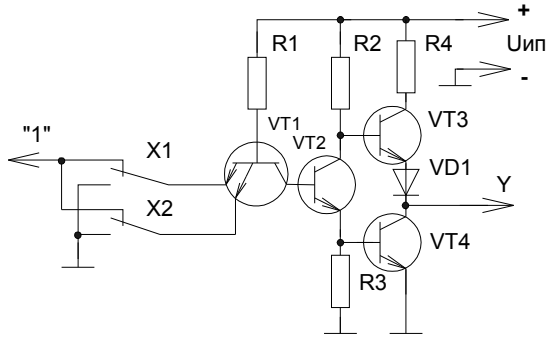 +
R1 R2 R4 Uип
-
"1" VT1 VT2 VT3
X1 VD1
X2 Y
VT4
R3